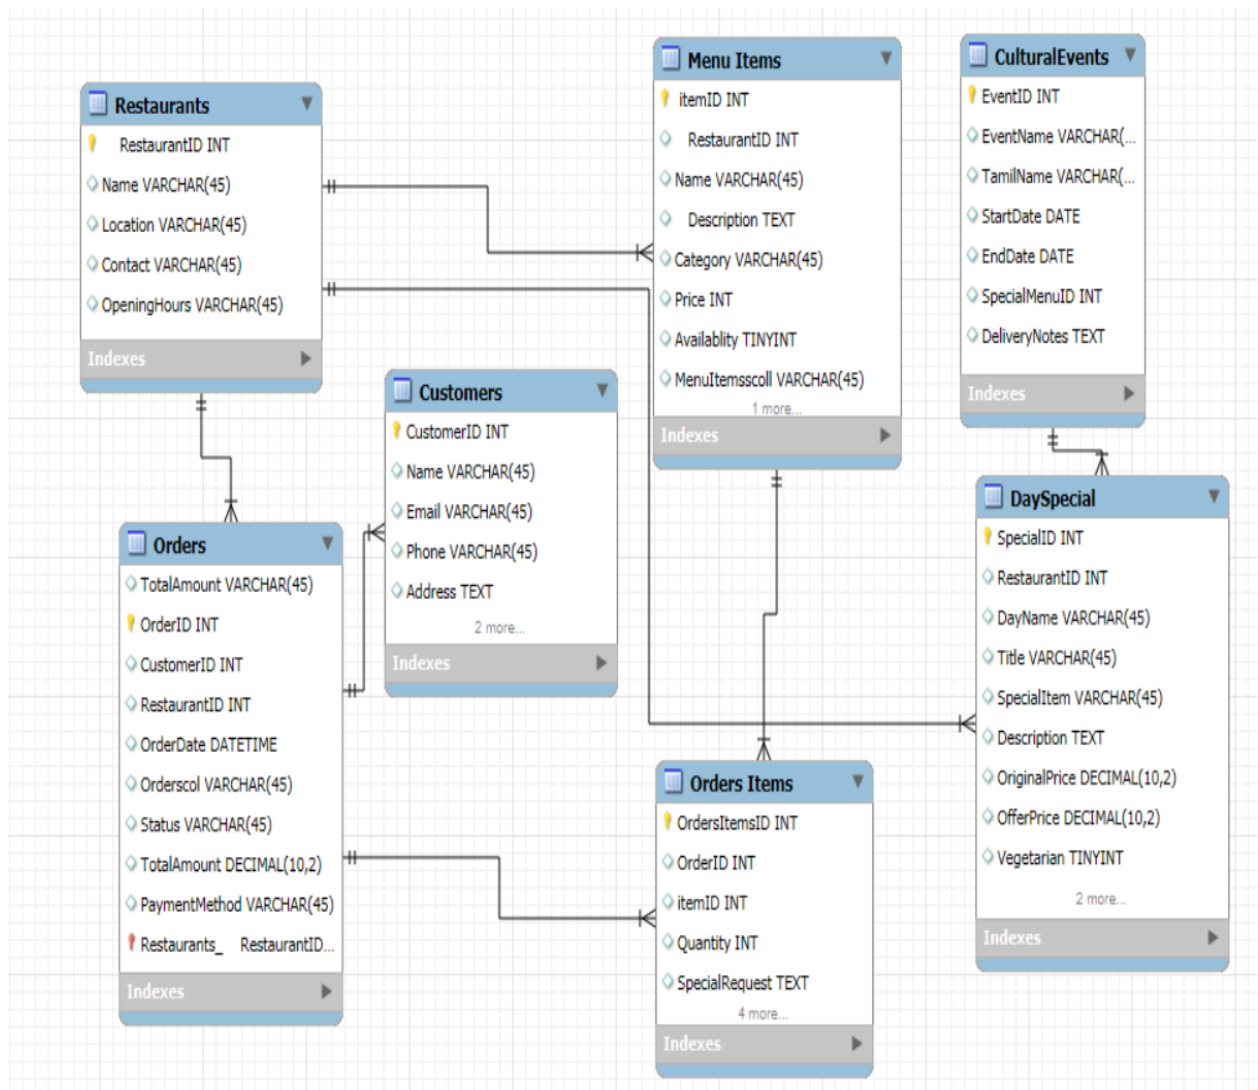 Restaurants
RestaurantID INT
Name VARCHAR(45)
Location VARCHAR(45)
Contact VARCHAR(45)
OpeningHours VARCHAR(45)
Indexes
Menu Items
itemID INT
RestaurantID INT
Name VARCHAR(45)
Description TEXT
Category VARCHAR(45)
Price INT
Availablity TINYINT
MenuItemsscoll VARCHAR(45)
1 more...
Indexes
CulturalEvents
EventID INT
EventName VARCHAR(...
TamilName VARCHAR(...
StartDate DATE
EndDate DATE
SpecialMenuID INT
DeliveryNotes TEXT
Indexes
Customers
CustomerID INT
Name VARCHAR(45)
Email VARCHAR(45)
Phone VARCHAR(45)
Address TEXT
2 more...
Indexes
Orders
TotalAmount VARCHAR(45)
OrderID INT
CustomerID INT
RestaurantID INT
OrderDate DATETIME
Orderscol VARCHAR(45)
Status VARCHAR(45)
TotalAmount DECIMAL(10,2)
PaymentMethod VARCHAR(45)
Restaurants_ RestaurantID...
Indexes
DaySpecial
SpecialID INT
RestaurantID INT
DayName VARCHAR(45)
Title VARCHAR(45)
SpecialItem VARCHAR(45)
Description TEXT
OriginalPrice DECIMAL(10,2)
OfferPrice DECIMAL(10,2)
Vegetarian TINYINT
2 more...
Indexes
Orders Items
OrdersItemsID INT
OrderID INT
itemID INT
Quantity INT
SpecialRequest TEXT
4 more...
Indexes